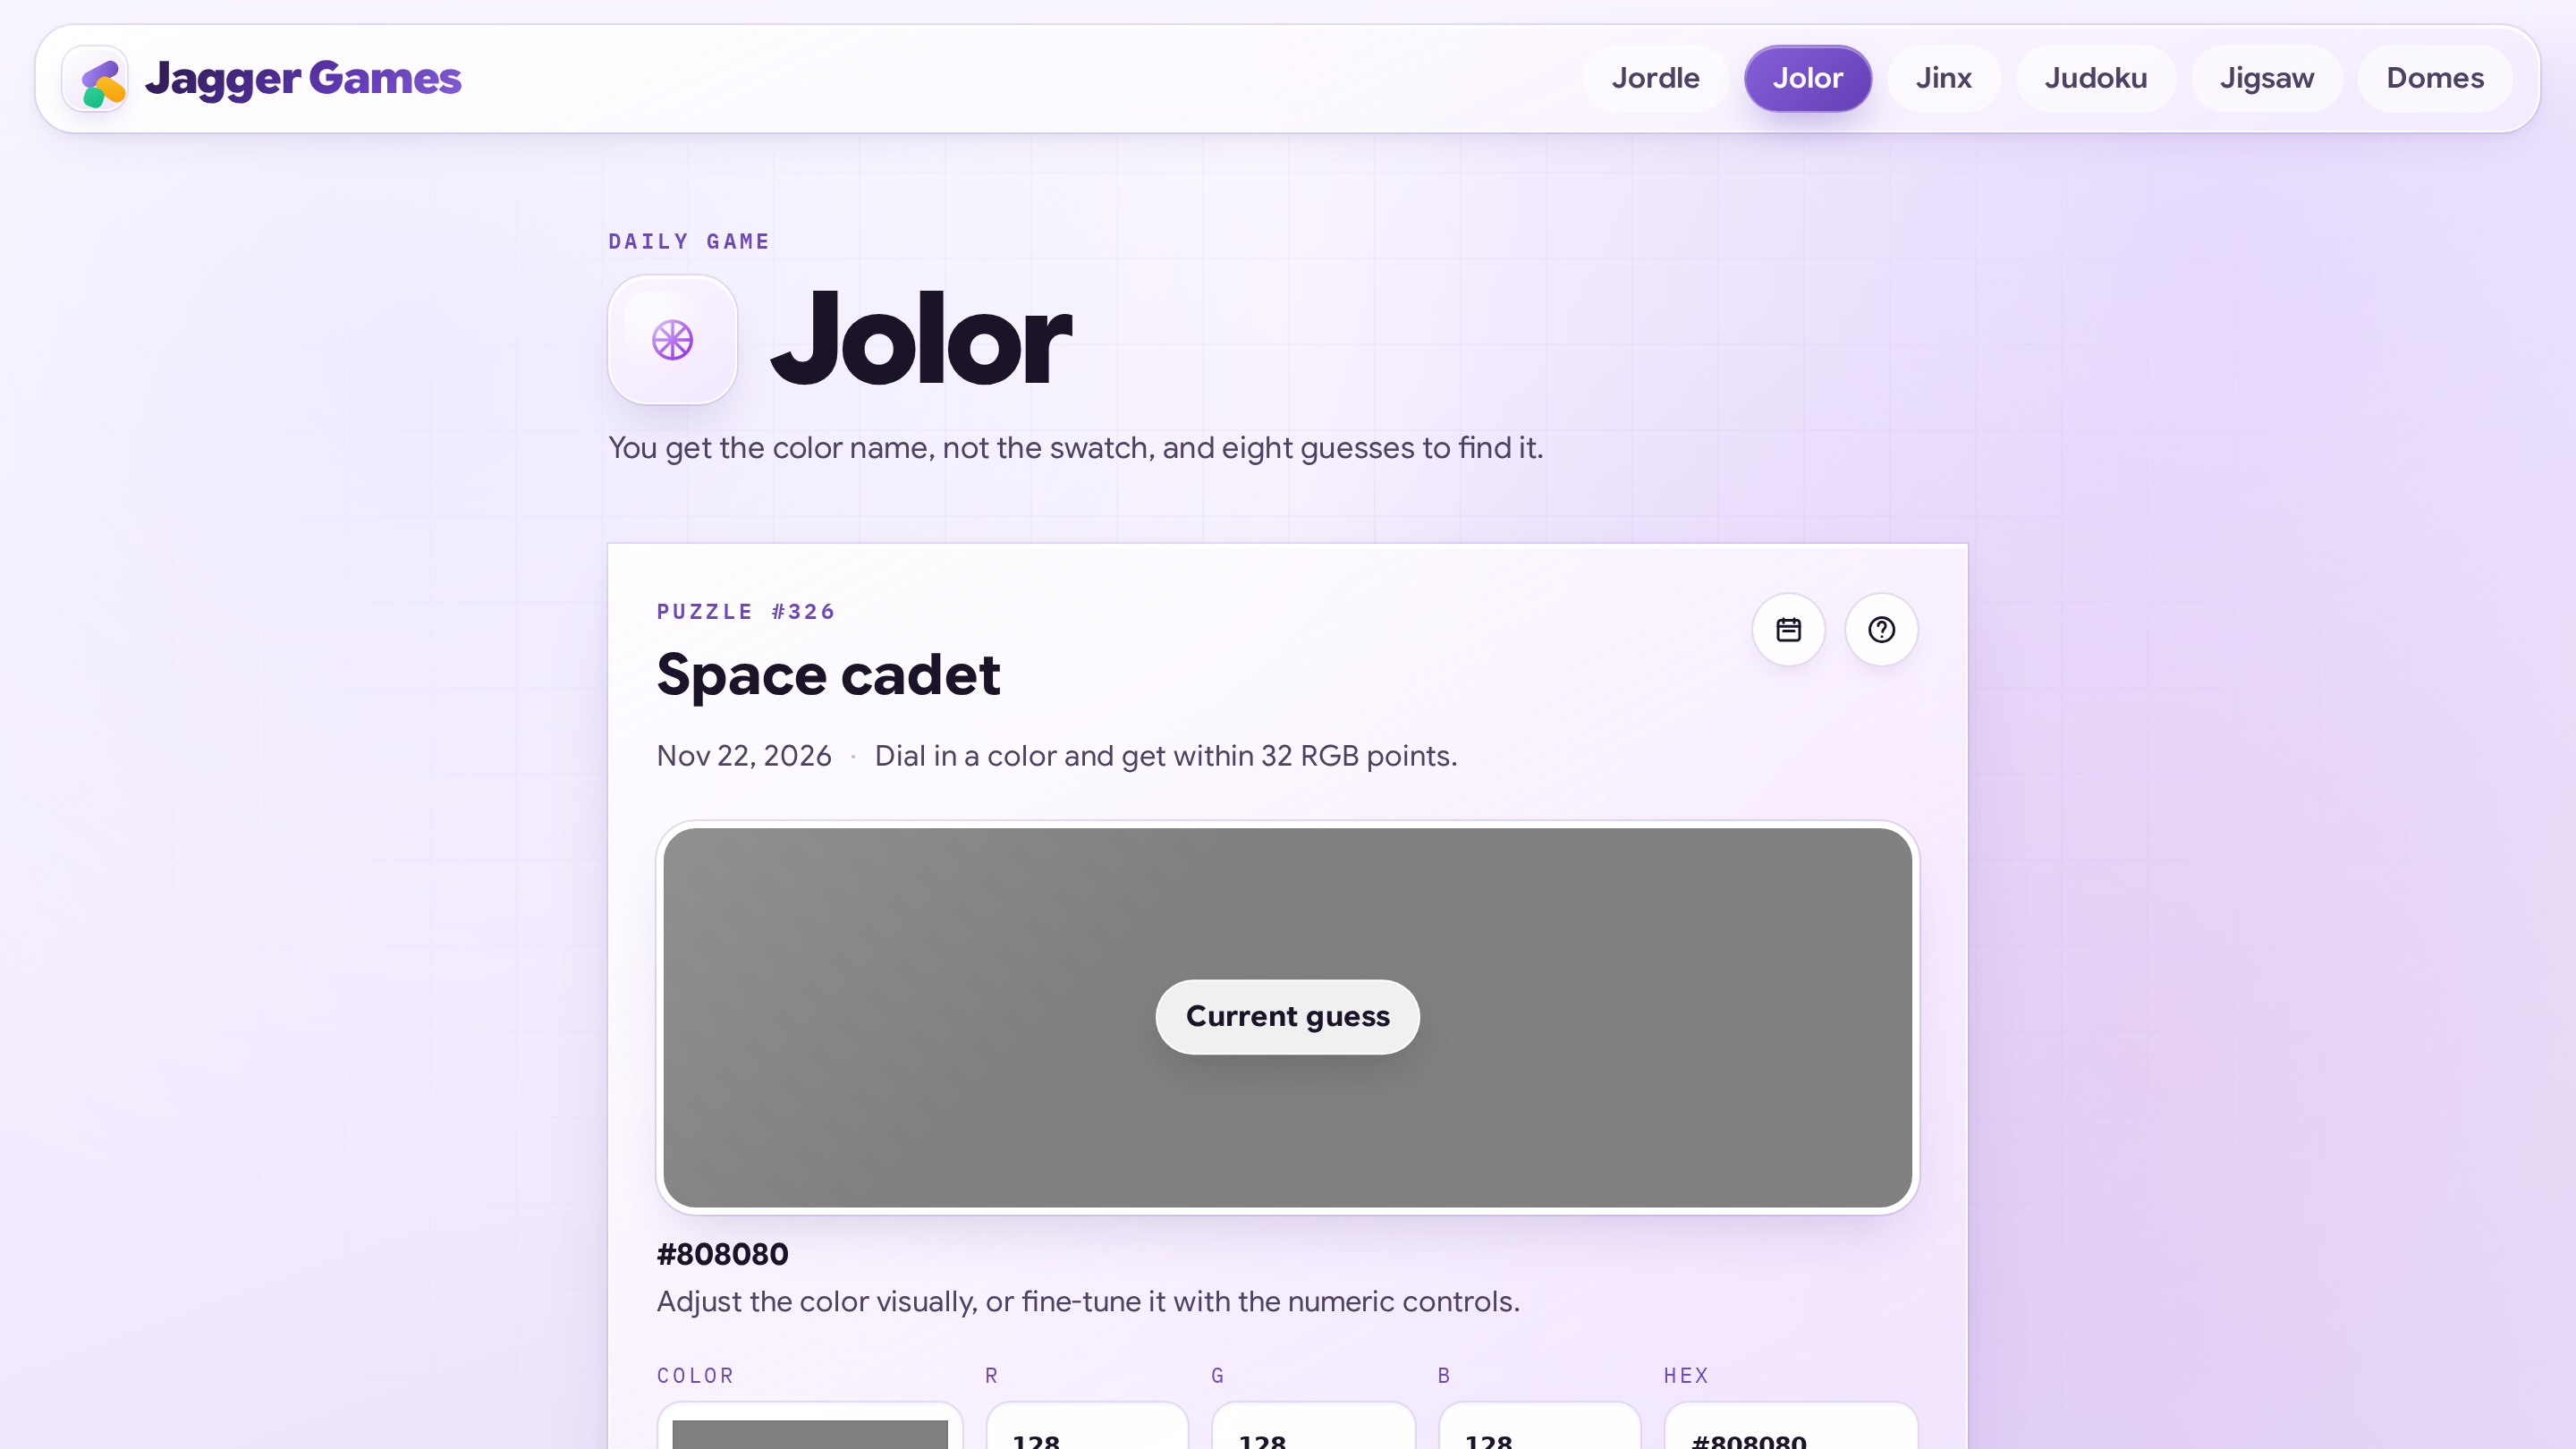 Jagger Games
Jordle
Jolor
Jinx
Judoku
Jigsaw
Domes
DAILY GAME
Jolor
You get the color name, not the swatch, and eight guesses to find it.
PUZZLE #326
Space cadet
Nov 22, 2026 · Dial in a color and get within 32 RGB points.
Current guess
#808080
Adjust the color visually, or fine-tune it with the numeric controls.
COLOR R G B HEX
128 128 128 #808080